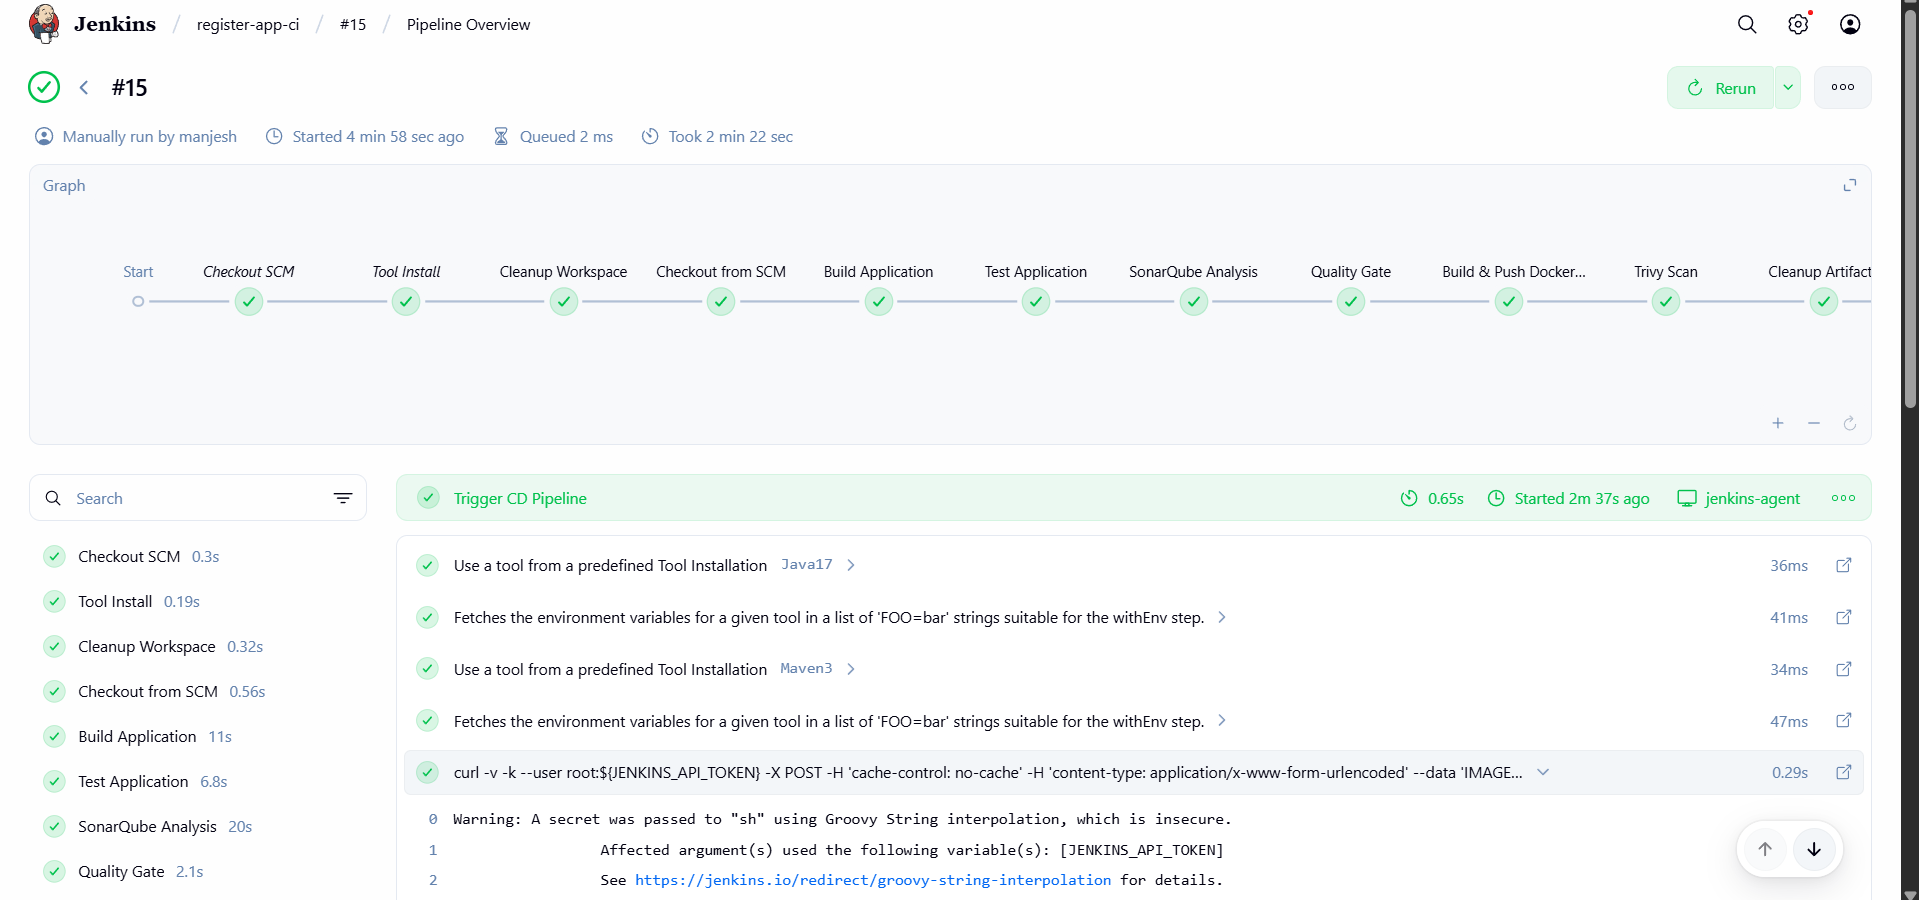 Jenkins / register-app-ci / #15 / Pipeline Overview
#15
Rerun
Manually run by manjesh Started 4 min 58 sec ago Queued 2 ms Took 2 min 22 sec
Graph
Start Checkout SCM Tool Install Cleanup Workspace Checkout from SCM Build Application Test Application SonarQube Analysis Quality Gate Build & Push Docker... Trivy Scan Cleanup Artifact
Search
Checkout SCM 0.3s
Tool Install 0.19s
Cleanup Workspace 0.32s
Checkout from SCM 0.56s
Build Application 11s
Test Application 6.8s
SonarQube Analysis 20s
Quality Gate 2.1s
Trigger CD Pipeline 0.65s Started 2m 37s ago jenkins-agent
Use a tool from a predefined Tool Installation Java17 36ms
Fetches the environment variables for a given tool in a list of 'FOO=bar' strings suitable for the withEnv step. 41ms
Use a tool from a predefined Tool Installation Maven3 34ms
Fetches the environment variables for a given tool in a list of 'FOO=bar' strings suitable for the withEnv step. 47ms
curl -v -k --user root:${JENKINS_API_TOKEN} -X POST -H 'cache-control: no-cache' -H 'content-type: application/x-www-form-urlencoded' --data 'IMAGE... 0.29s
0 Warning: A secret was passed to "sh" using Groovy String interpolation, which is insecure.
1 Affected argument(s) used the following variable(s): [JENKINS_API_TOKEN]
2 See https://jenkins.io/redirect/groovy-string-interpolation for details.